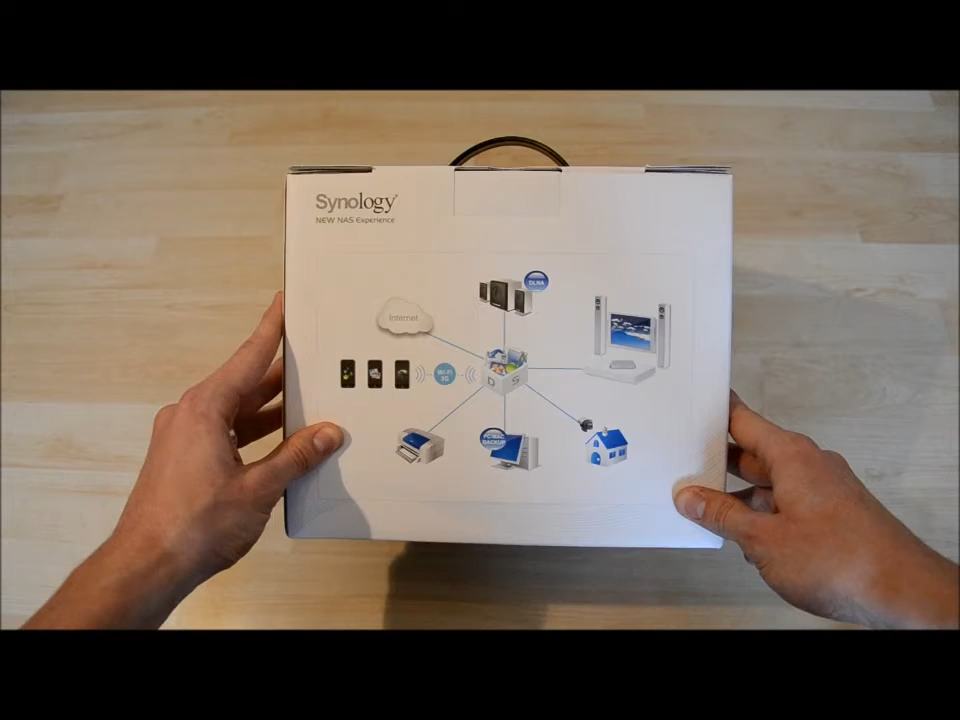 Synology®
NEW NAS Experience
DLNA
Internet
Wi-Fi
3G
D S
PC/MAC
BACKUP